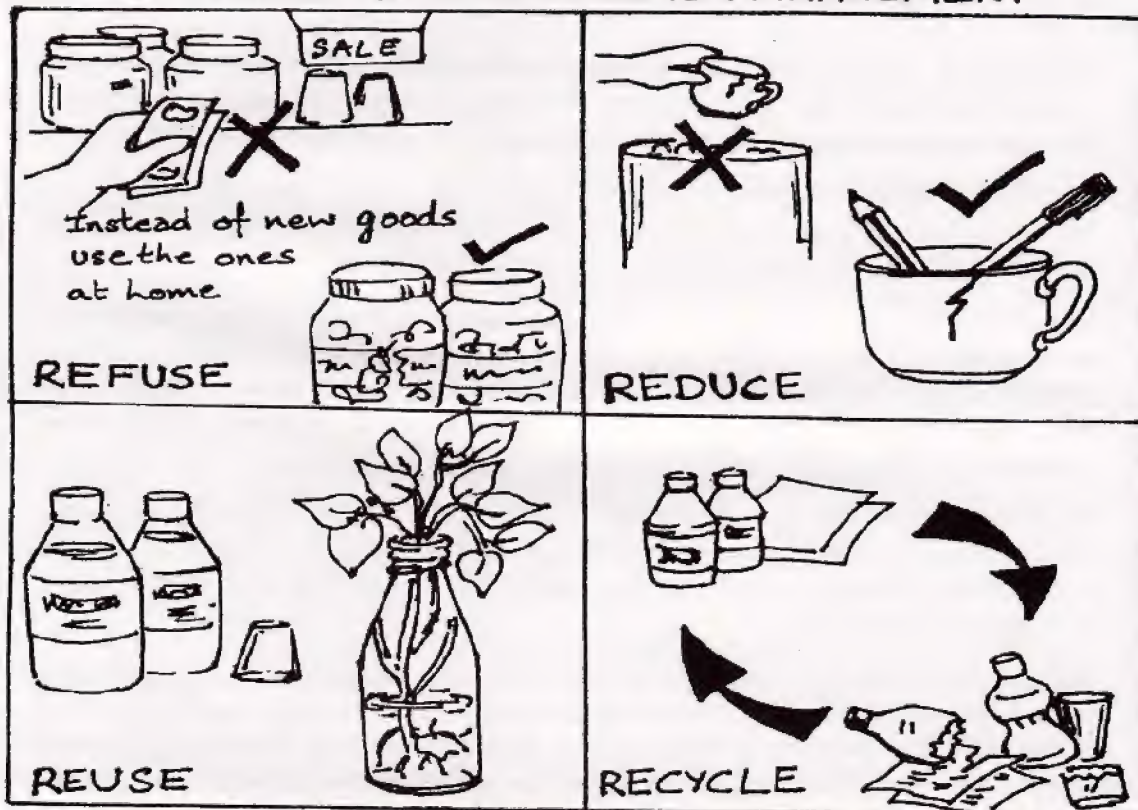 SALE
Instead of new goods
use the ones
at home
REFUSE
REDUCE
REUSE
RECYCLE